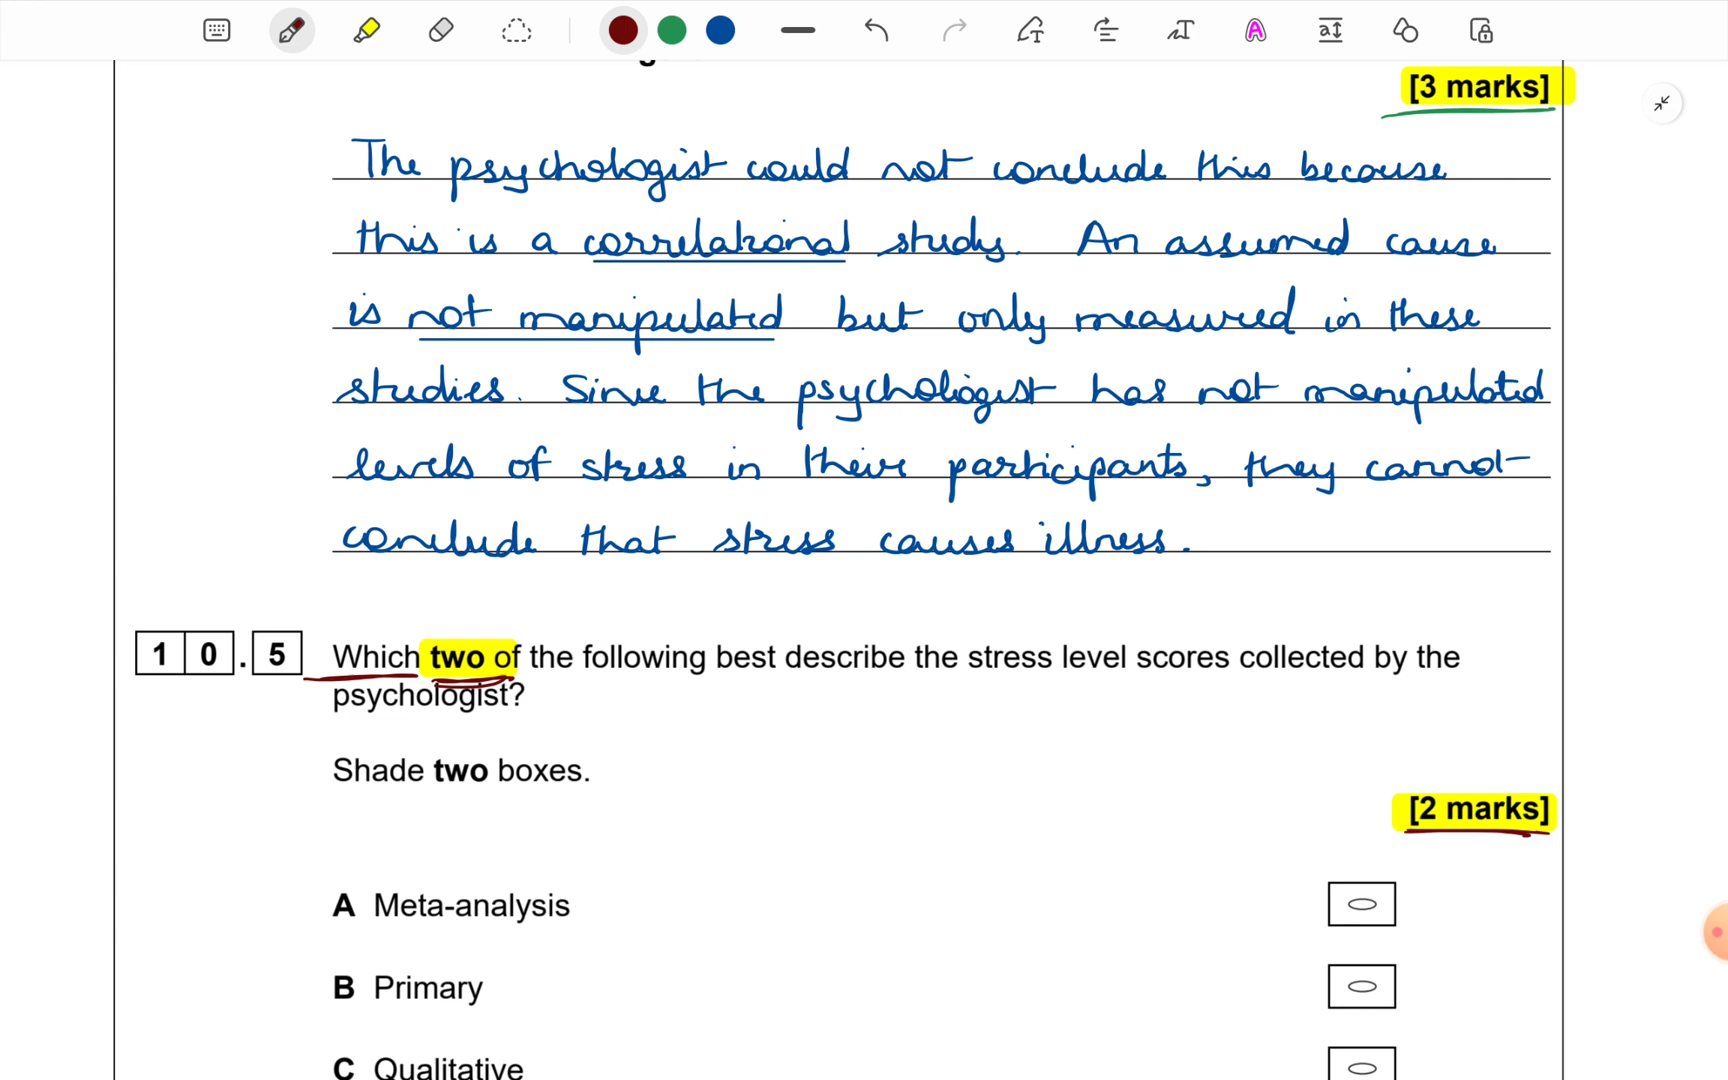 [3 marks]
The psychologist could not conclude this because
this is a correlational study. An assumed cause
is not manipulated but only measured in these
studies. Since the psychologist has not manipulated
levels of stress in their participants, they cannot
conclude that stress causes illness.
10.5 Which two of the following best describe the stress level scores collected by the
psychologist?
Shade two boxes.
[2 marks]
A Meta-analysis
B Primary
C Qualitative